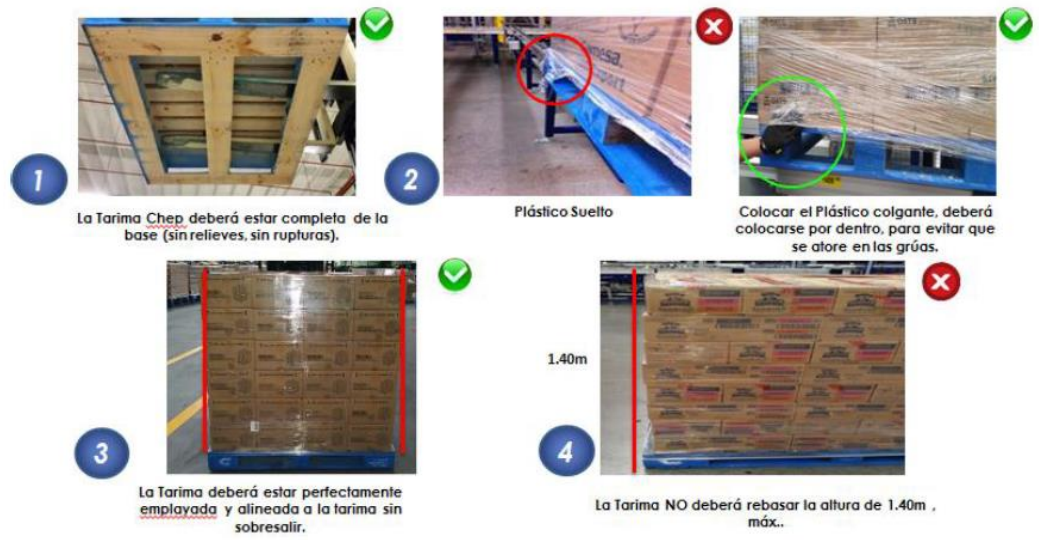 1
La Tarima Chep deberá estar completa de la
base (sin relieves, sin rupturas).
2
Plástico Suelto
Colocar el Plástico colgante, deberá
colocarse por dentro, para evitar que
se atore en las grúas.
3
La Tarima deberá estar perfectamente
emplayada y alineada a la tarima sin
sobresalir.
1.40m
4
La Tarima NO deberá rebasar la altura de 1.40m ,
máx..